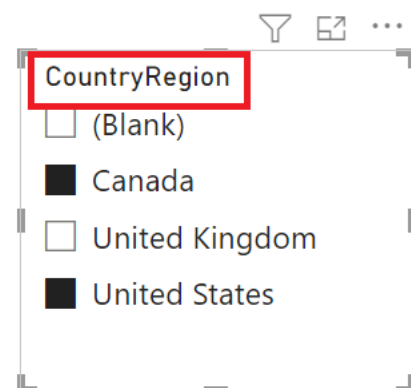 CountryRegion
(Blank)
Canada
United Kingdom
United States